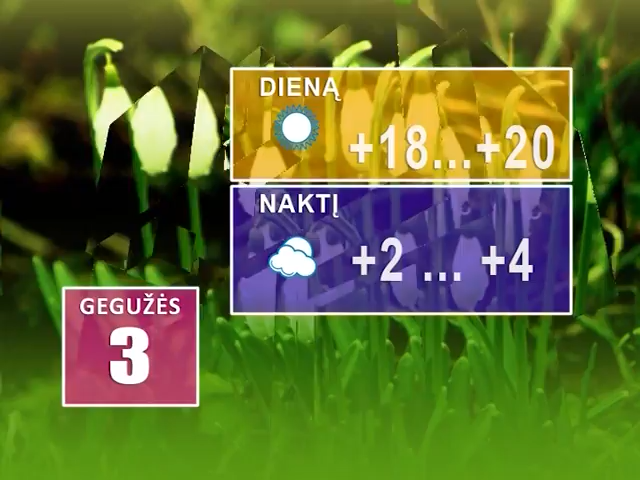 DIENĄ
+18...+20
NAKTĮ
+2 ... +4
GEGUŽĖS
3